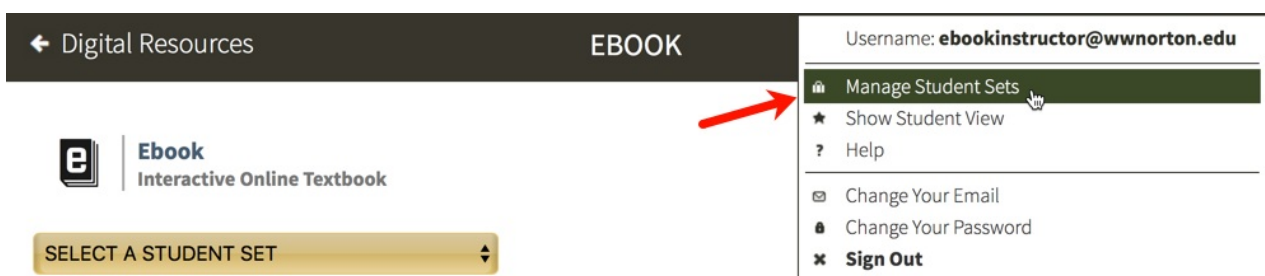 Digital Resources
EBOOK
Username: ebookinstructor@wwnorton.edu
Manage Student Sets
Show Student View
? Help
Change Your Email
Change Your Password
Sign Out
e
Ebook
Interactive Online Textbook
SELECT A STUDENT SET